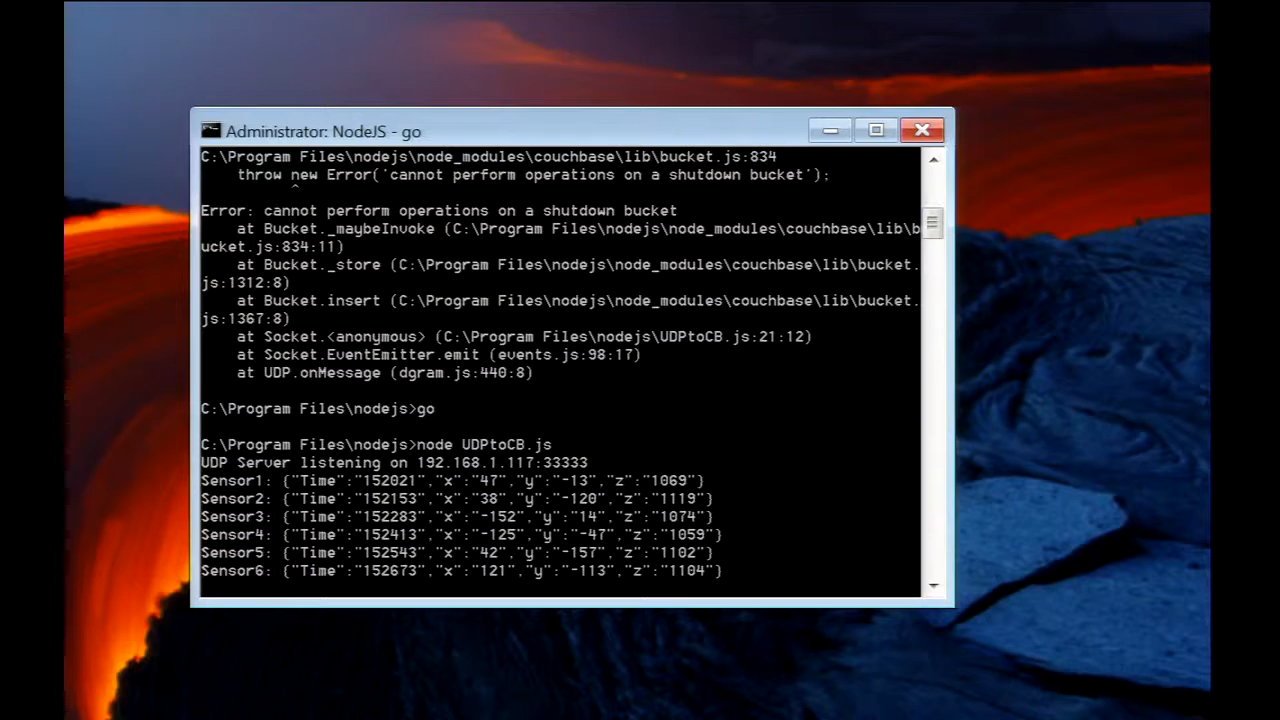 Administrator: NodeJS - go
C:\Program Files\nodejs\node_modules\couchbase\lib\bucket.js:834
throw new Error('cannot perform operations on a shutdown bucket');
^
Error: cannot perform operations on a shutdown bucket
at Bucket._maybeInvoke (C:\Program Files\nodejs\node_modules\couchbase\lib\b
ucket.js:834:11)
at Bucket._store (C:\Program Files\nodejs\node_modules\couchbase\lib\bucket.
js:1312:8)
at Bucket.insert (C:\Program Files\nodejs\node_modules\couchbase\lib\bucket.
js:1367:8)
at Socket.<anonymous> (C:\Program Files\nodejs\UDPtoCB.js:21:12)
at Socket.EventEmitter.emit (events.js:98:17)
at UDP.onMessage (dgram.js:440:8)
C:\Program Files\nodejs>go
C:\Program Files\nodejs>node UDPtoCB.js
UDP Server listening on 192.168.1.117:33333
Sensor1: {"Time":"152021","x":"47","y":"-13","z":"1069"}
Sensor2: {"Time":"152153","x":"38","y":"-120","z":"1119"}
Sensor3: {"Time":"152283","x":"-152","y":"14","z":"1074"}
Sensor4: {"Time":"152413","x":"-125","y":"-47","z":"1059"}
Sensor5: {"Time":"152543","x":"42","y":"-157","z":"1102"}
Sensor6: {"Time":"152673","x":"121","y":"-113","z":"1104"}